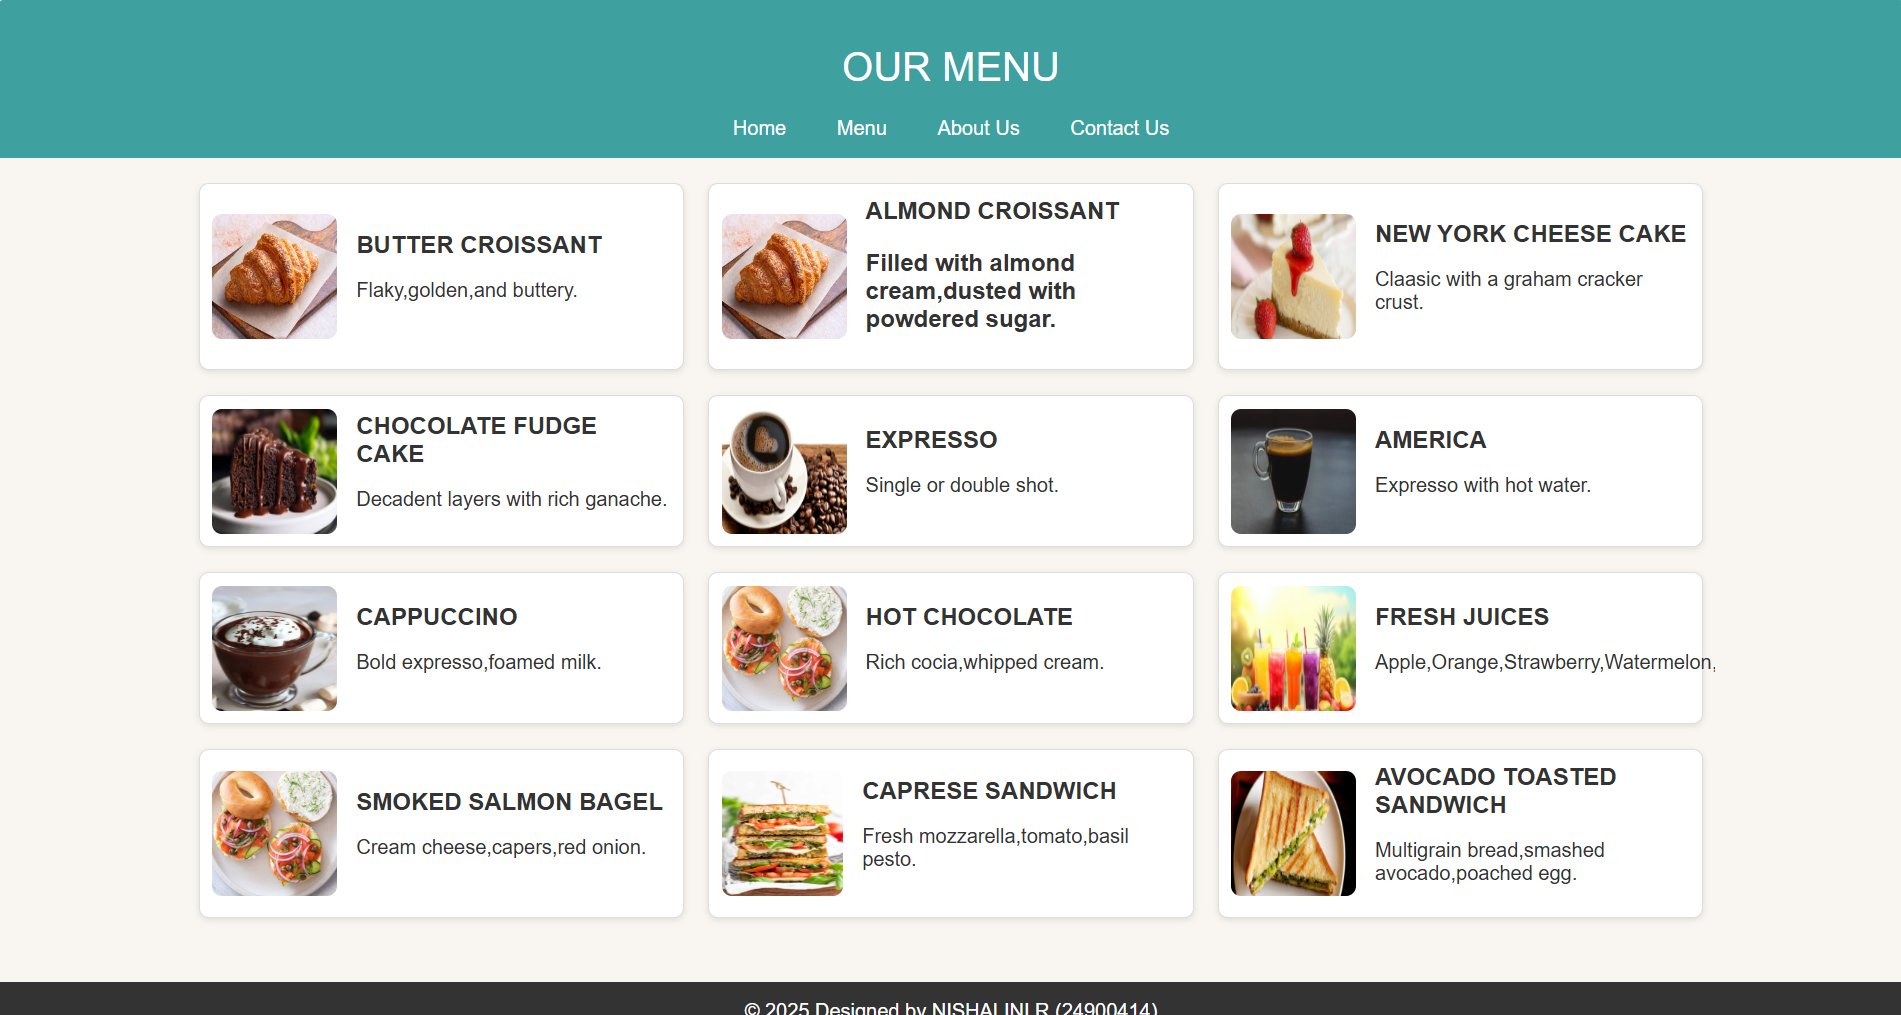 OUR MENU
Home Menu About Us Contact Us
BUTTER CROISSANT
Flaky,golden,and buttery.
ALMOND CROISSANT
Filled with almond
cream,dusted with
powdered sugar.
NEW YORK CHEESE CAKE
Claasic with a graham cracker
crust.
CHOCOLATE FUDGE
CAKE
Decadent layers with rich ganache.
EXPRESSO
Single or double shot.
AMERICA
Expresso with hot water.
CAPPUCCINO
Bold expresso,foamed milk.
HOT CHOCOLATE
Rich cocia,whipped cream.
FRESH JUICES
Apple,Orange,Strawberry,Watermelon,
SMOKED SALMON BAGEL
Cream cheese,capers,red onion.
CAPRESE SANDWICH
Fresh mozzarella,tomato,basil
pesto.
AVOCADO TOASTED
SANDWICH
Multigrain bread,smashed
avocado,poached egg.
© 2025 Designed by NISHALINI.R (24900414)